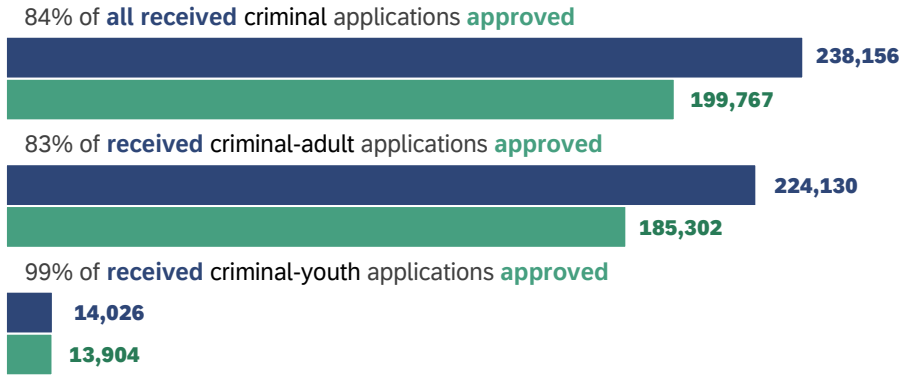 84% of all received criminal applications approved
238,156
199,767
83% of received criminal-adult applications approved
224,130
185,302
99% of received criminal-youth applications approved
14,026
13,904